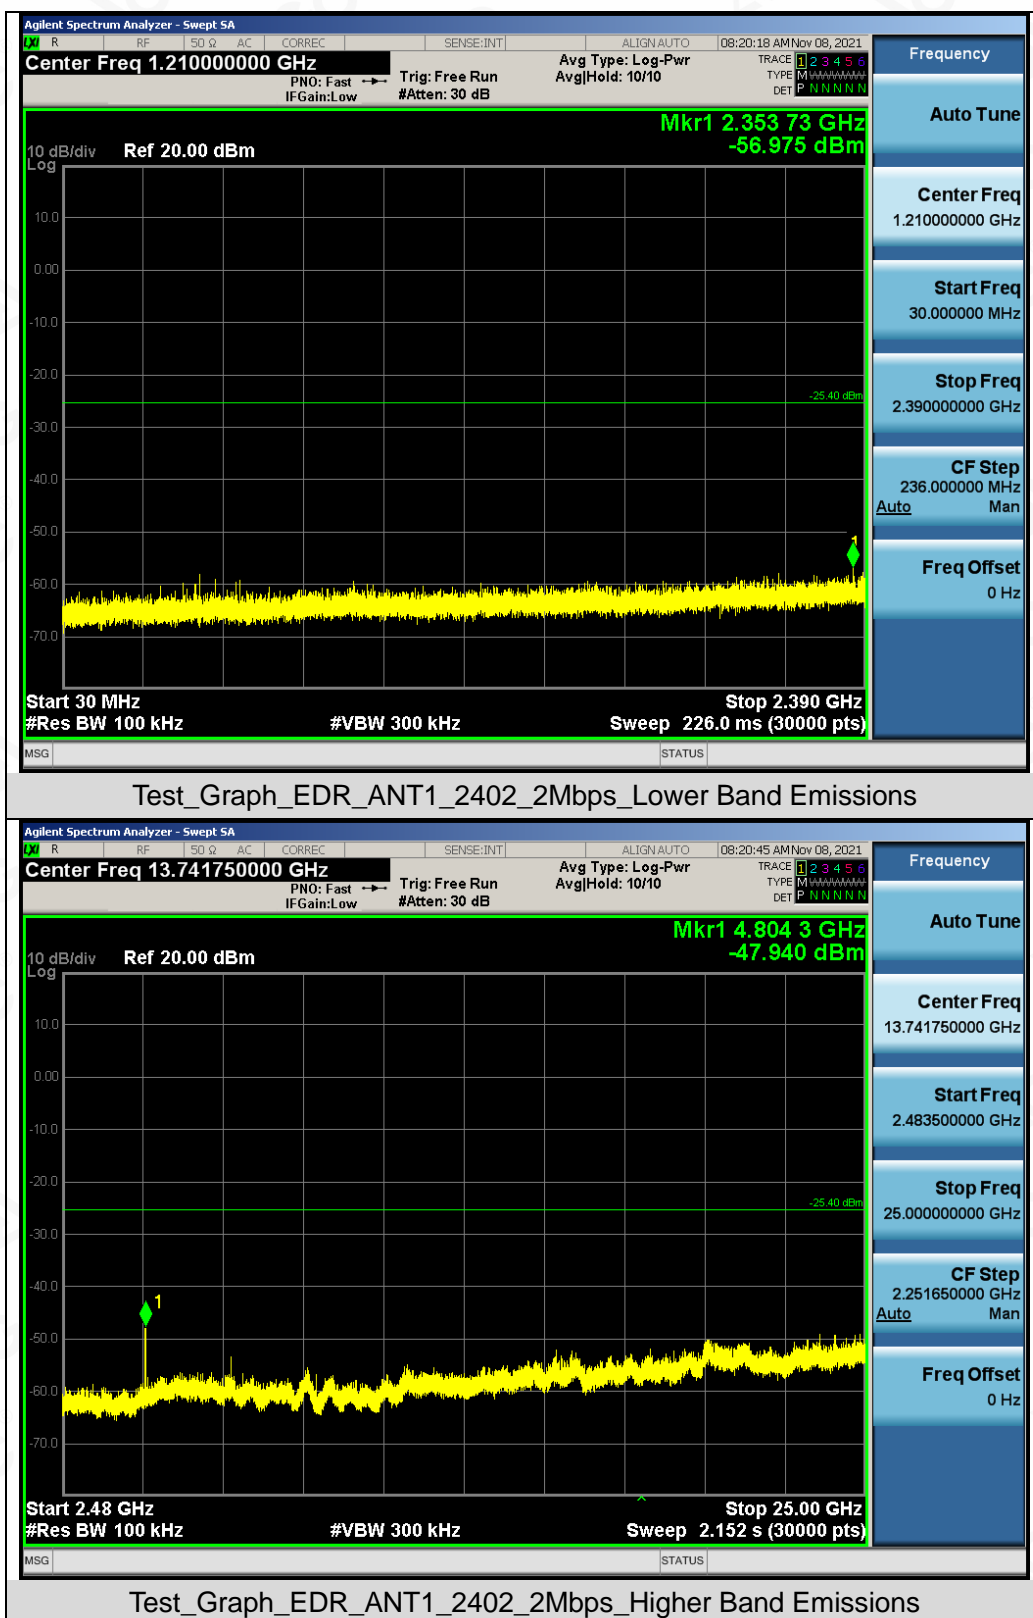 Agilent Spectrum Analyzer - Swept SA
LXI R RF 50 Ω AC CORREC SENSE:INT ALIGN AUTO 08:20:18 AM Nov 08, 2021
Center Freq 1.210000000 GHz
PNO: Fast
IFGain:Low
Trig: Free Run
#Atten: 30 dB
Avg Type: Log-Pwr
Avg|Hold: 10/10
TRACE 1 2 3 4 5 6
TYPE M WWWWW
DET P N N N N N
Mkr1 2.353 73 GHz
-56.975 dBm
10 dB/div Ref 20.00 dBm
Log
10.0
0.00
-10.0
-20.0
-25.40 dBm
-30.0
-40.0
-50.0
1
-60.0
-70.0
Start 30 MHz Stop 2.390 GHz
#Res BW 100 kHz #VBW 300 kHz Sweep 226.0 ms (30000 pts)
MSG STATUS
Frequency
Auto Tune
Center Freq
1.210000000 GHz
Start Freq
30.000000 MHz
Stop Freq
2.390000000 GHz
CF Step
236.000000 MHz
Auto Man
Freq Offset
0 Hz
Test_Graph_EDR_ANT1_2402_2Mbps_Lower Band Emissions
Agilent Spectrum Analyzer - Swept SA
LXI R RF 50 Ω AC CORREC SENSE:INT ALIGN AUTO 08:20:45 AM Nov 08, 2021
Center Freq 13.741750000 GHz
PNO: Fast
IFGain:Low
Trig: Free Run
#Atten: 30 dB
Avg Type: Log-Pwr
Avg|Hold: 10/10
TRACE 1 2 3 4 5 6
TYPE M WWWWW
DET P N N N N N
Mkr1 4.804 3 GHz
-47.940 dBm
10 dB/div Ref 20.00 dBm
Log
10.0
0.00
-10.0
-20.0
-25.40 dBm
-30.0
-40.0
1
-50.0
-60.0
-70.0
Start 2.48 GHz Stop 25.00 GHz
#Res BW 100 kHz #VBW 300 kHz Sweep 2.152 s (30000 pts)
MSG STATUS
Frequency
Auto Tune
Center Freq
13.741750000 GHz
Start Freq
2.483500000 GHz
Stop Freq
25.000000000 GHz
CF Step
2.251650000 GHz
Auto Man
Freq Offset
0 Hz
Test_Graph_EDR_ANT1_2402_2Mbps_Higher Band Emissions